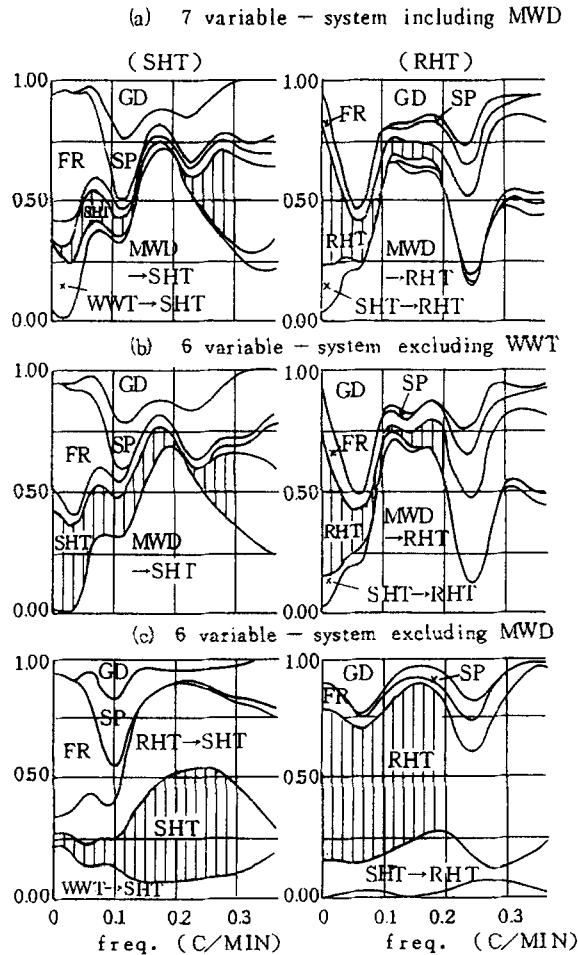 (a) 7 variable - system including MWD
(SHT) (RHT)
1.00 GD GD SP
FR
FR SP
0.50 SHT RHT
MWD MWD
→SHT →RHT
WWT→SHT SHT→RHT
0.00 0.00
(b) 6 variable - system excluding WWT
1.00 GD 1.00 SP
GD
FR SP FR
0.50 0.50
SHT MWD RHT MWD
→SHT →RHT
SHT→RHT
0.00 0.00
(c) 6 variable - system excluding MWD
1.00 GD 1.00 GD SP
SP FR
FR RHT→SHT RHT
0.50 SHT 0.50
WWT→SHT SHT→RHT
0.00 0.00
0.0 0.1 0.2 0.3 0.0 0.1 0.2 0.3
freq. (C/MIN) freq. (C/MIN)